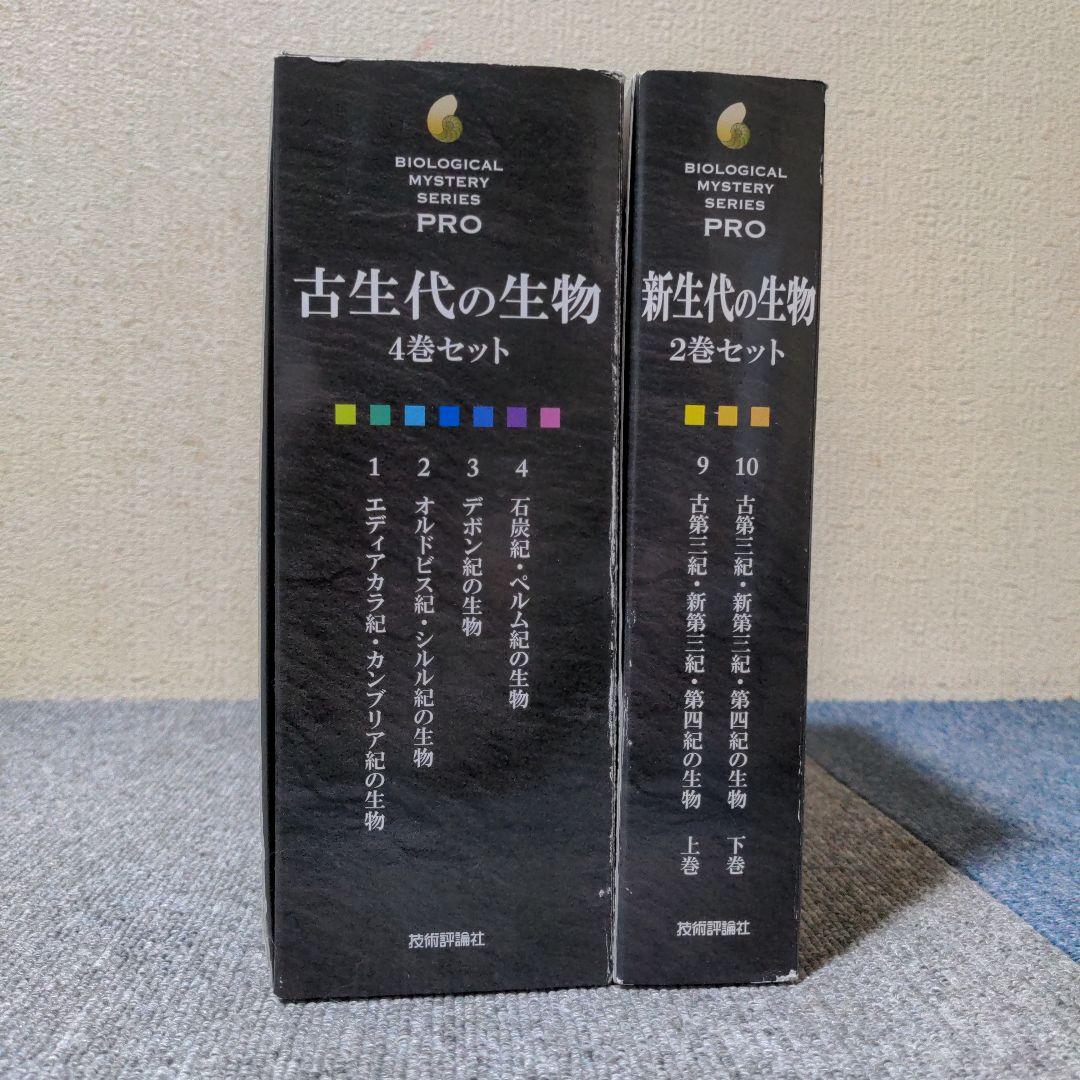 BIOLOGICAL
MYSTERY
SERIES
PRO
古生代の生物
4巻セット
1 エディアカラ紀・カンブリア紀の生物
2 オルドビス紀・シルル紀の生物
3 デボン紀の生物
4 石炭紀・ペルム紀の生物
技術評論社
BIOLOGICAL
MYSTERY
SERIES
PRO
新生代の生物
2巻セット
9 古第三紀・新第三紀・第四紀の生物 上巻
10 古第三紀・新第三紀・第四紀の生物 下巻
技術評論社